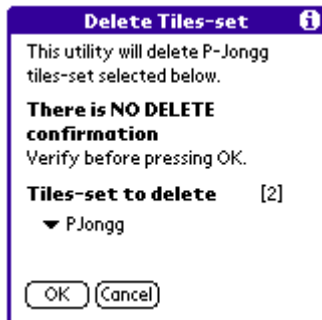 Delete Tiles-set i
This utility will delete P-Jongg
tiles-set selected below.
There is NO DELETE
confirmation
Verify before pressing OK.
Tiles-set to delete [2]
PJongg
OK Cancel